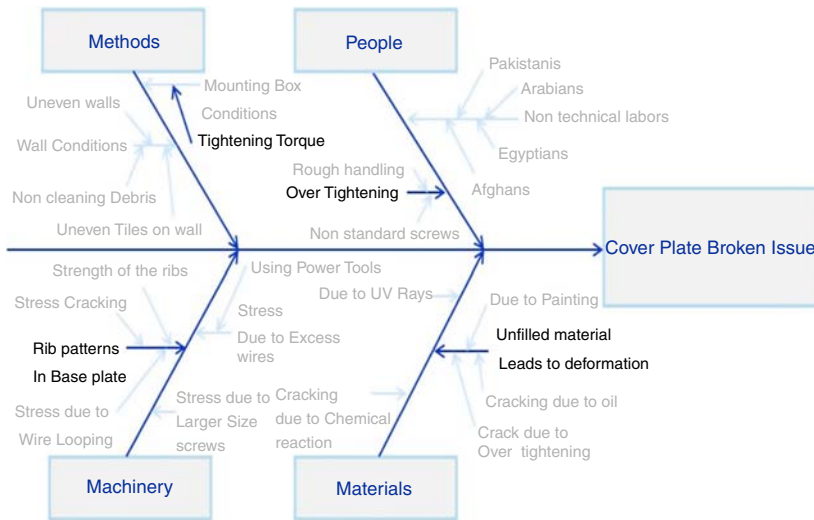 Methods
People
Mounting Box
Conditions
Tightening Torque
Uneven walls
Wall Conditions
Non cleaning Debris
Uneven Tiles on wall
Pakistanis
Arabians
Non technical labors
Egyptians
Afghans
Rough handling
Over Tightening
Non standard screws
Cover Plate Broken Issue
Strength of the ribs
Stress Cracking
Rib patterns
In Base plate
Stress due to
Wire Looping
Using Power Tools
Stress
Due to Excess
wires
Stress due to
Larger Size
screws
Due to UV Rays
Cracking
due to Chemical
reaction
Due to Painting
Unfilled material
Leads to deformation
Cracking due to oil
Crack due to
Over tightening
Machinery
Materials